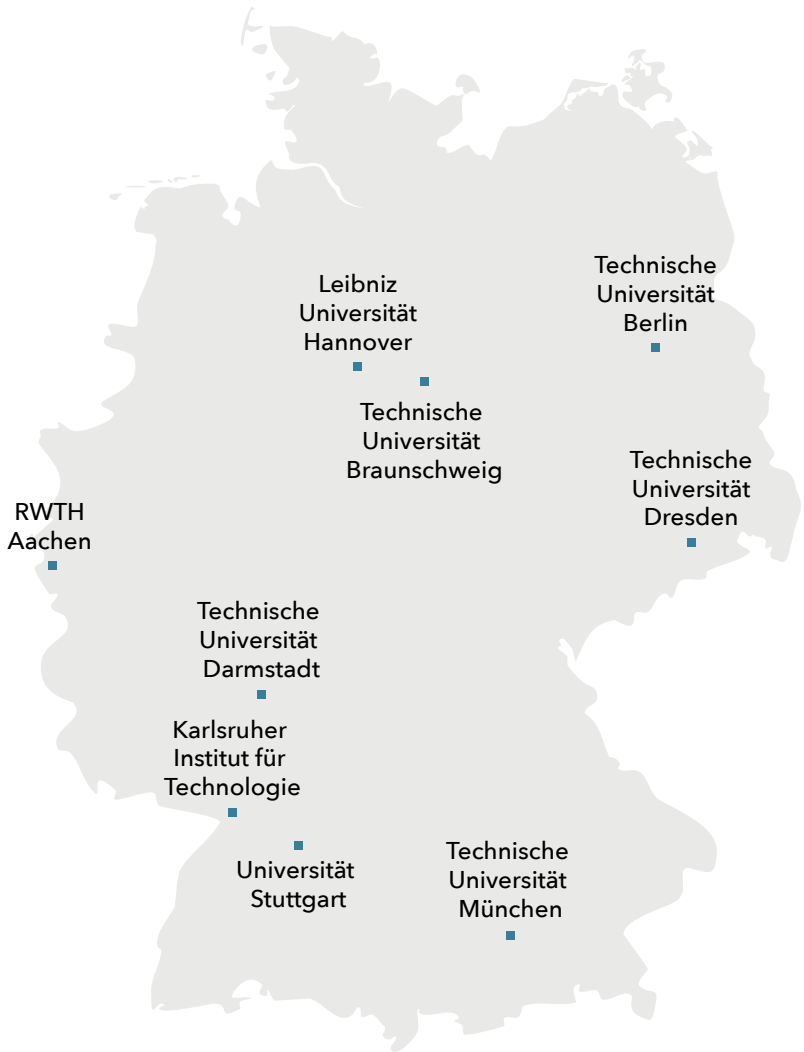 Technische
Universität
Berlin
Leibniz
Universität
Hannover
Technische
Universität
Braunschweig
Technische
Universität
Dresden
RWTH
Aachen
Technische
Universität
Darmstadt
Karlsruher
Institut für
Technologie
Universität
Stuttgart
Technische
Universität
München